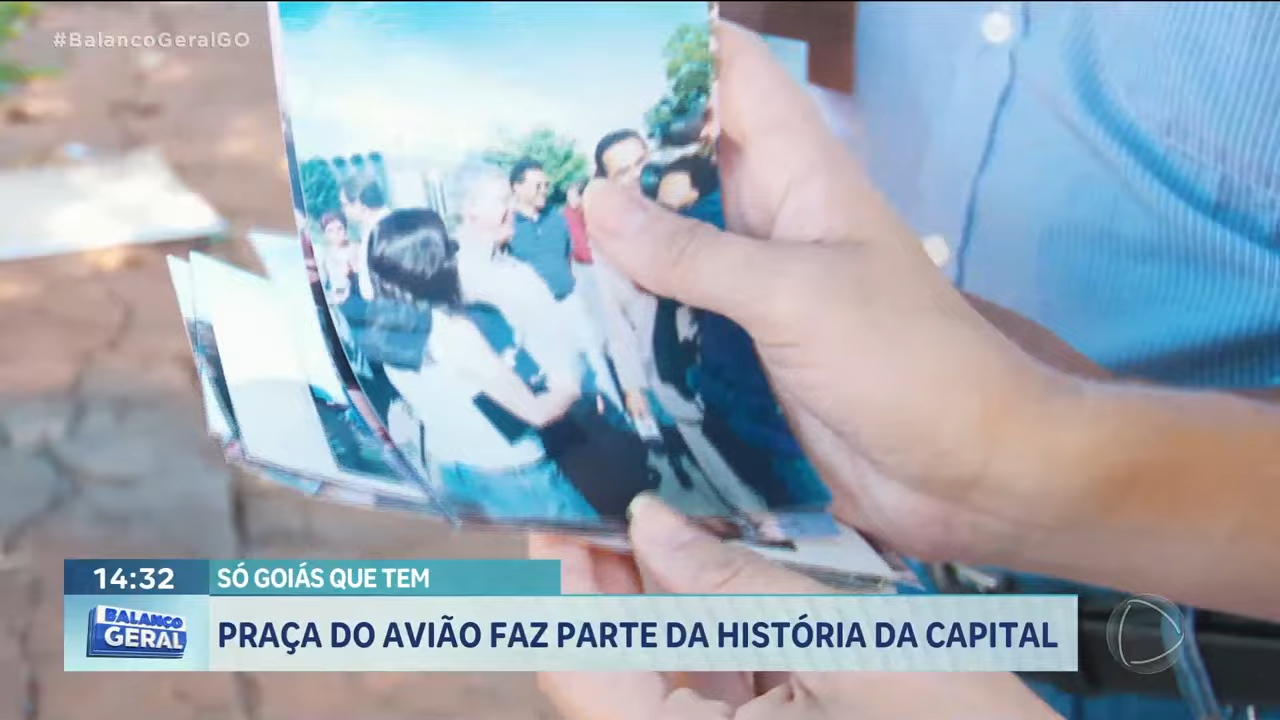 #BalancoGeralGO
14:32
SÓ GOIÁS QUE TEM
BALANCO
GERAL
PRAÇA DO AVIÃO FAZ PARTE DA HISTÓRIA DA CAPITAL